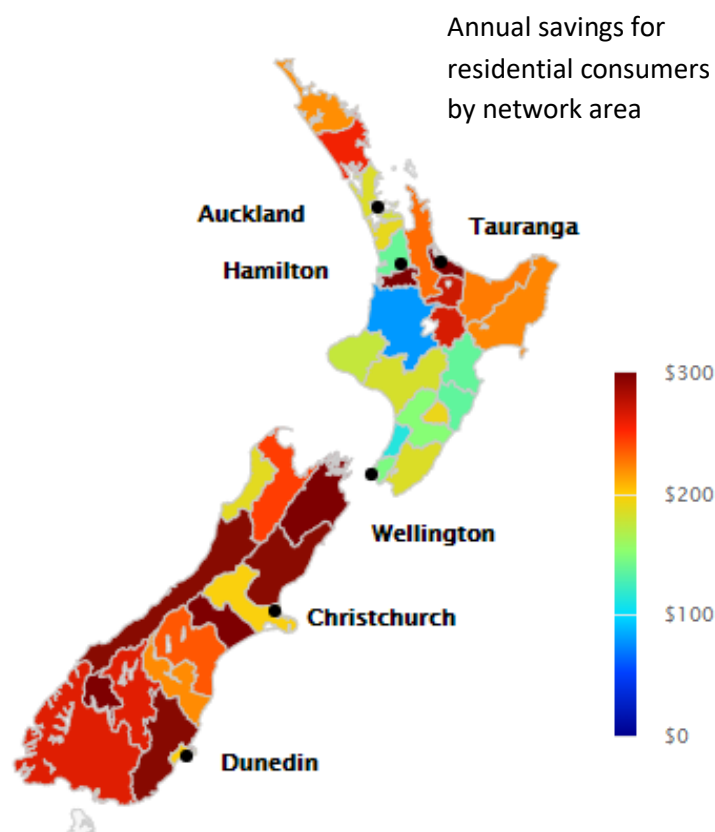 Annual savings for
residential consumers
by network area
Auckland
Tauranga
Hamilton
$300
$200
Wellington
$100
Christchurch
$0
Dunedin